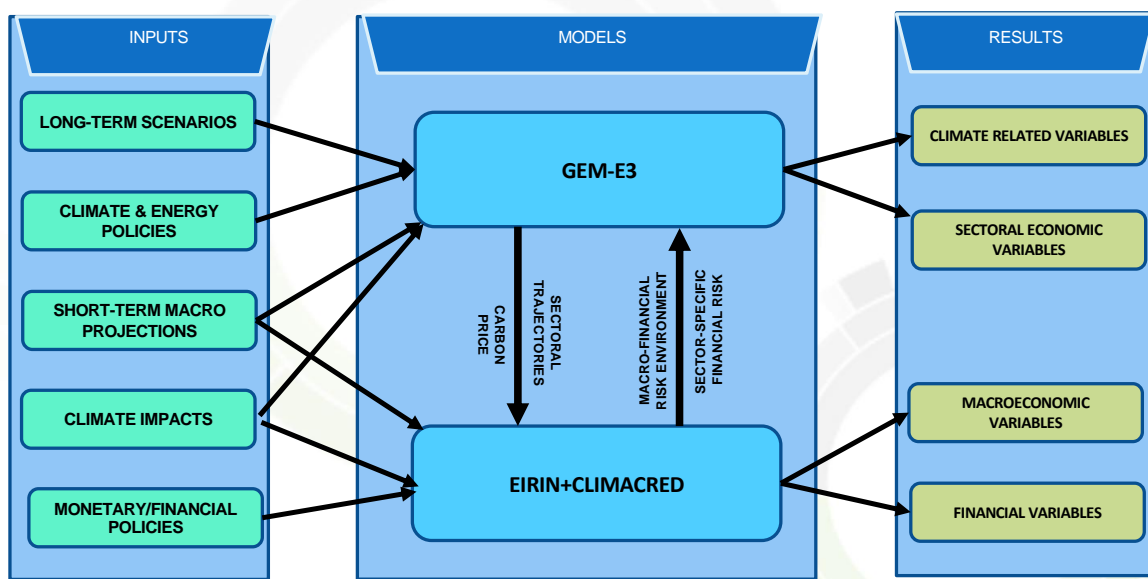 INPUTS
MODELS
RESULTS
LONG-TERM SCENARIOS
CLIMATE & ENERGY
POLICIES
SHORT-TERM MACRO
PROJECTIONS
CLIMATE IMPACTS
MONETARY/FINANCIAL
POLICIES
GEM-E3
CARBON
PRICE
SECTORAL
TRAJECTORIES
MACRO-FINANCIAL
RISK ENVIRONMENT
SECTOR-SPECIFIC
FINANCIAL RISK
EIRIN+CLIMACRED
CLIMATE RELATED VARIABLES
SECTORAL ECONOMIC
VARIABLES
MACROECONOMIC
VARIABLES
FINANCIAL VARIABLES